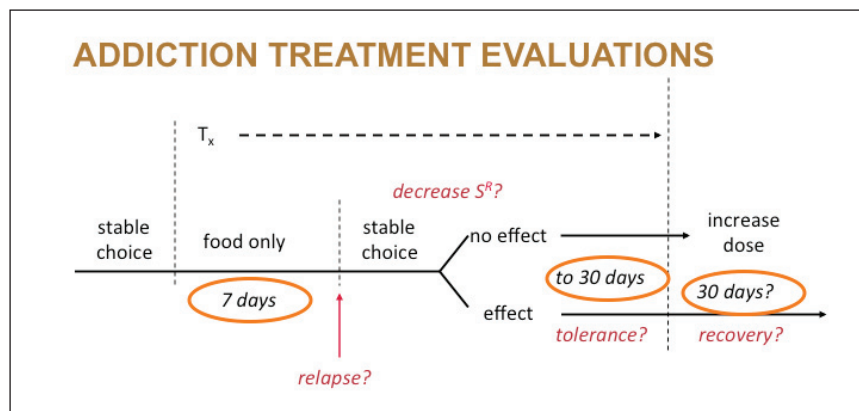 ADDICTION TREATMENT EVALUATIONS
Tx
decrease Sᴿ?
stable
choice
food only
stable
choice
no effect
increase
dose
7 days
to 30 days
30 days?
effect
tolerance?
recovery?
relapse?